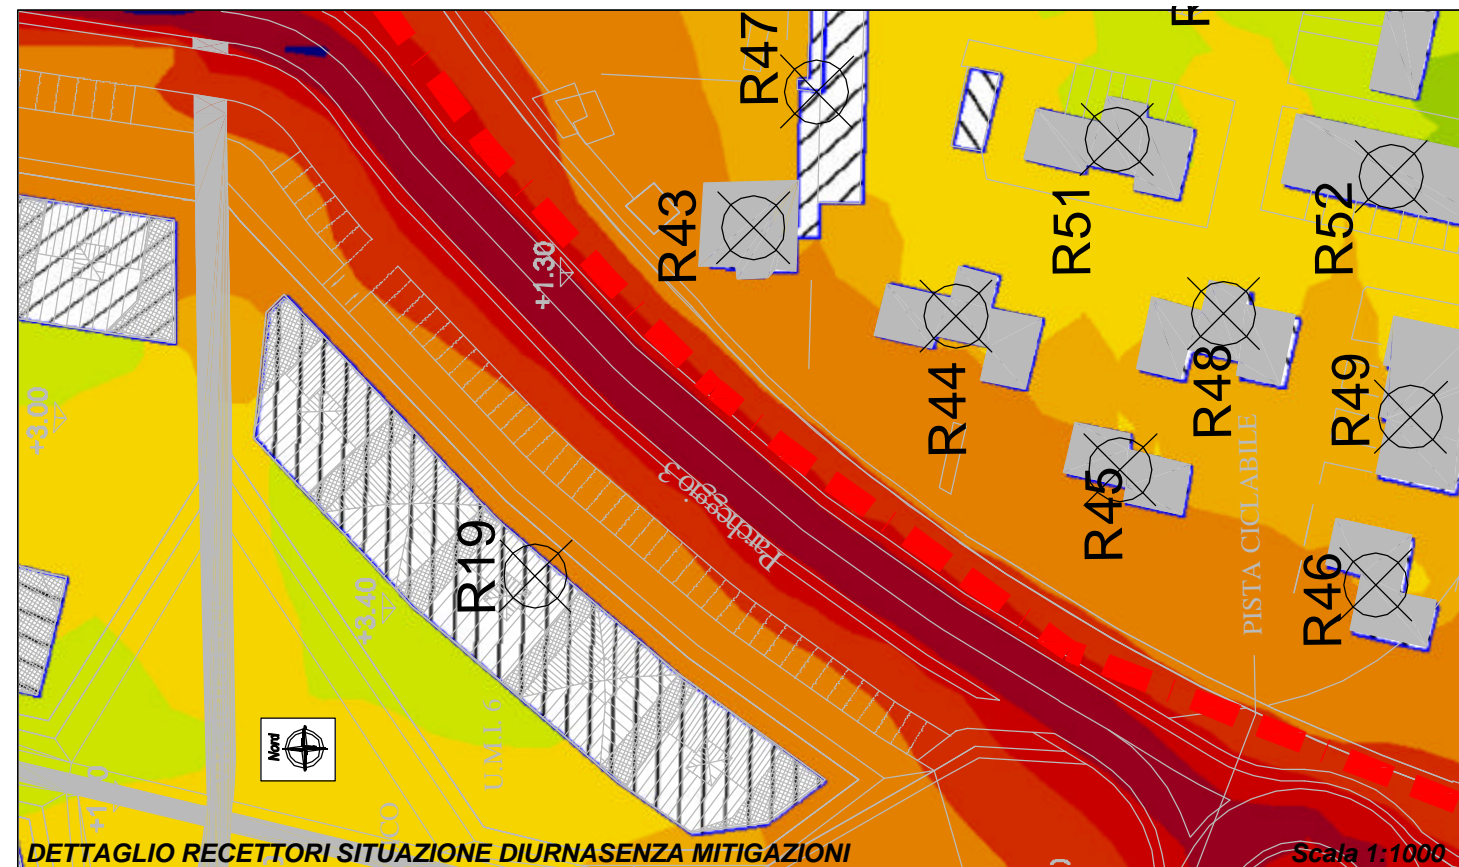 R47
R51
R52
R43
+1.30
R44
R48
R49
+3.00
Parcheggio 3
R45
PISTA CICLABILE
R19
R46
+3.40
Nord
U.M.I. 6
DETTAGLIO RECETTORI SITUAZIONE DIURNASENZA MITIGAZIONI
Scala 1:1000